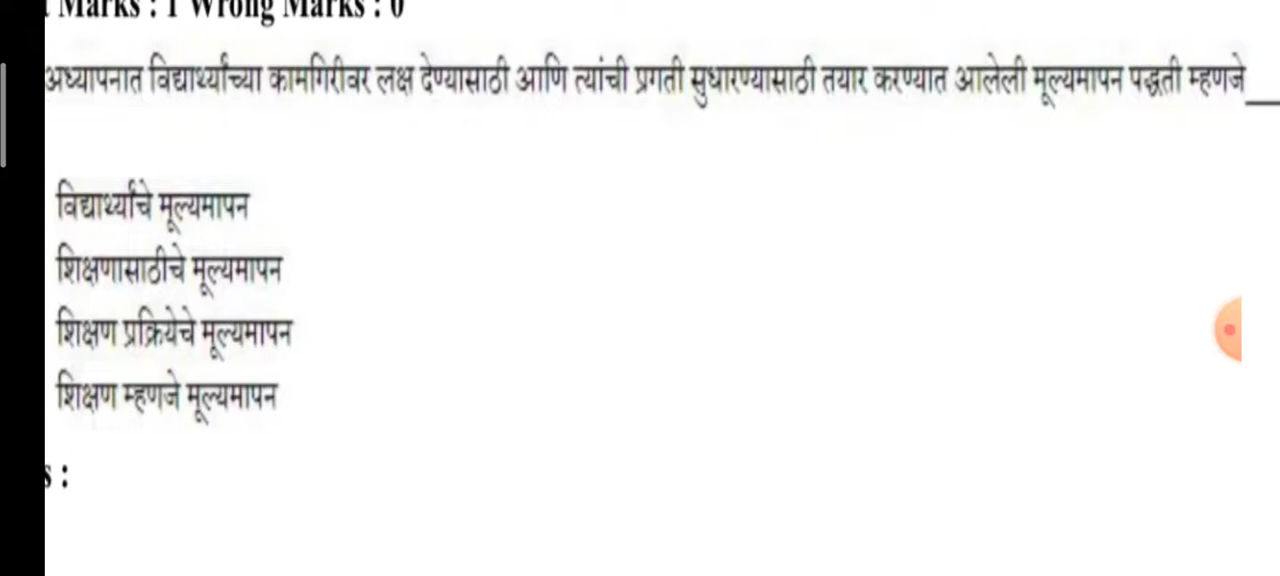 Marks : 1 Wrong Marks : 0
अध्यापनात विद्यार्थ्यांच्या कामगिरीवर लक्ष देण्यासाठी आणि त्यांची प्रगती सुधारण्यासाठी तयार करण्यात आलेली मूल्यमापन पद्धती म्हणजे__
विद्यार्थ्यांचे मूल्यमापन
शिक्षणासाठीचे मूल्यमापन
शिक्षण प्रक्रियेचे मूल्यमापन
शिक्षण म्हणजे मूल्यमापन
s :